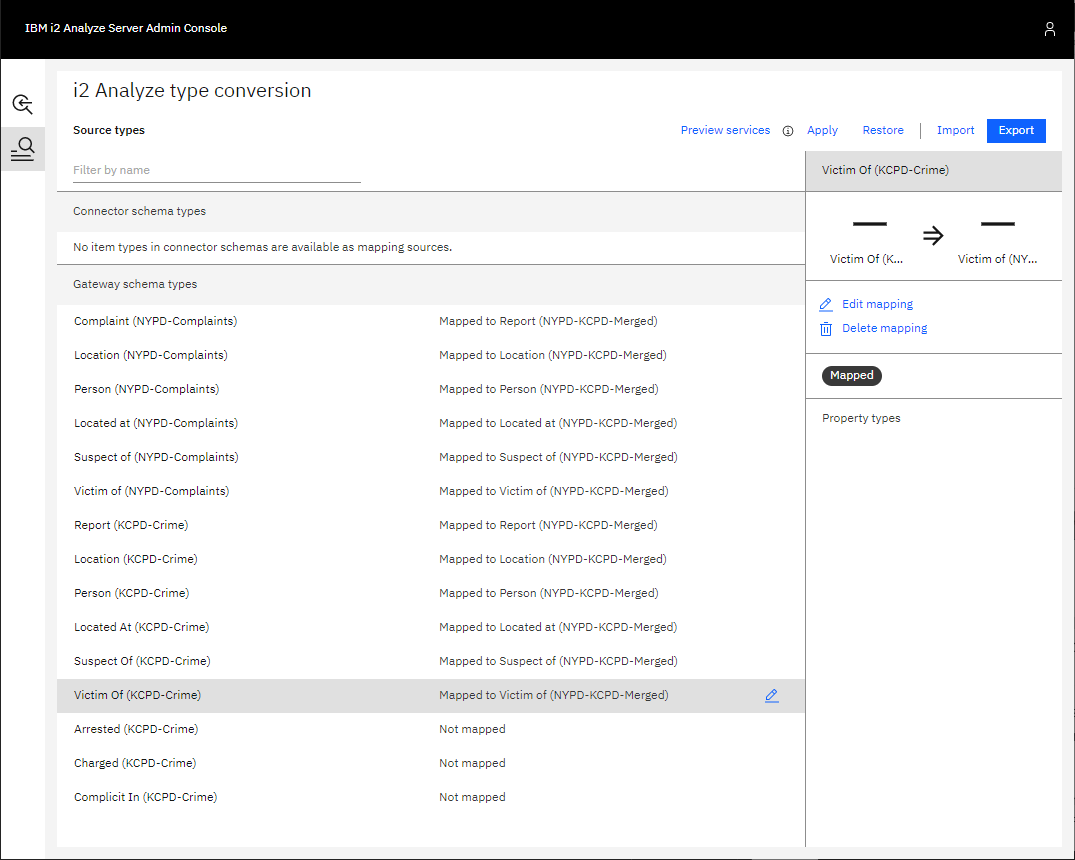 IBM i2 Analyze Server Admin Console
i2 Analyze type conversion
Source types
Preview services Apply Restore Import Export
Filter by name
Connector schema types
No item types in connector schemas are available as mapping sources.
Gateway schema types
Complaint (NYPD-Complaints) Mapped to Report (NYPD-KCPD-Merged)
Location (NYPD-Complaints) Mapped to Location (NYPD-KCPD-Merged)
Person (NYPD-Complaints) Mapped to Person (NYPD-KCPD-Merged)
Located at (NYPD-Complaints) Mapped to Located at (NYPD-KCPD-Merged)
Suspect of (NYPD-Complaints) Mapped to Suspect of (NYPD-KCPD-Merged)
Victim of (NYPD-Complaints) Mapped to Victim of (NYPD-KCPD-Merged)
Report (KCPD-Crime) Mapped to Report (NYPD-KCPD-Merged)
Location (KCPD-Crime) Mapped to Location (NYPD-KCPD-Merged)
Person (KCPD-Crime) Mapped to Person (NYPD-KCPD-Merged)
Located At (KCPD-Crime) Mapped to Located at (NYPD-KCPD-Merged)
Suspect Of (KCPD-Crime) Mapped to Suspect of (NYPD-KCPD-Merged)
Victim Of (KCPD-Crime) Mapped to Victim of (NYPD-KCPD-Merged)
Arrested (KCPD-Crime) Not mapped
Charged (KCPD-Crime) Not mapped
Complicit In (KCPD-Crime) Not mapped
Victim Of (KCPD-Crime)
Victim Of (K... Victim of (NY...
Edit mapping
Delete mapping
Mapped
Property types